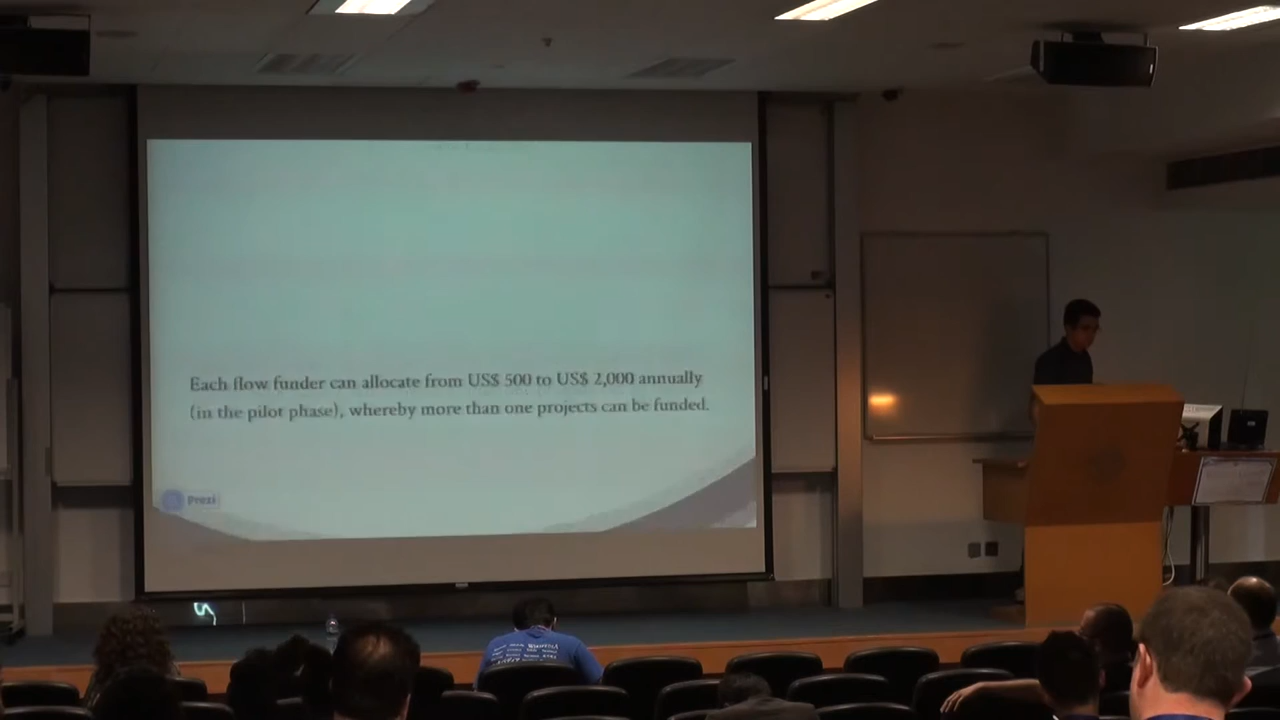 Each flow funder can allocate from US$ 500 to US$ 2,000 annually
(in the pilot phase), whereby more than one projects can be funded.
Prezi